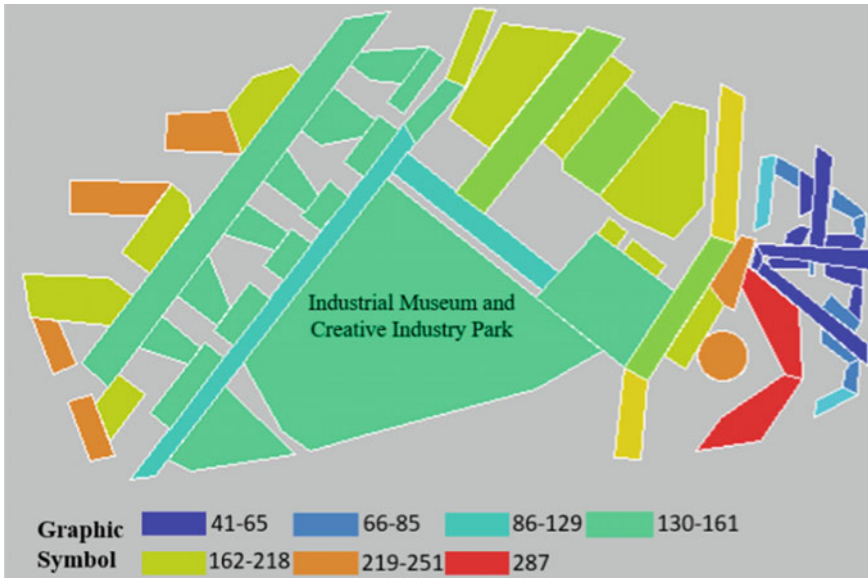 Industrial Museum and
Creative Industry Park
Graphic
Symbol
41-65 66-85 86-129 130-161
162-218 219-251 287